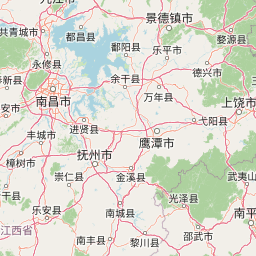 九江市
景德镇市
共青城市
都昌县
鄱阳县
婺源县
乐平市
永修县
德兴市
奉新县
余干县
万年县
南昌市
上饶市
进贤县
弋阳县
丰城市
鹰潭市
樟树市
抚州市
崇仁县
金溪县
武夷山
光泽县
乐安县
南城县
江西省
南平
邵武市
南丰县
黎川县